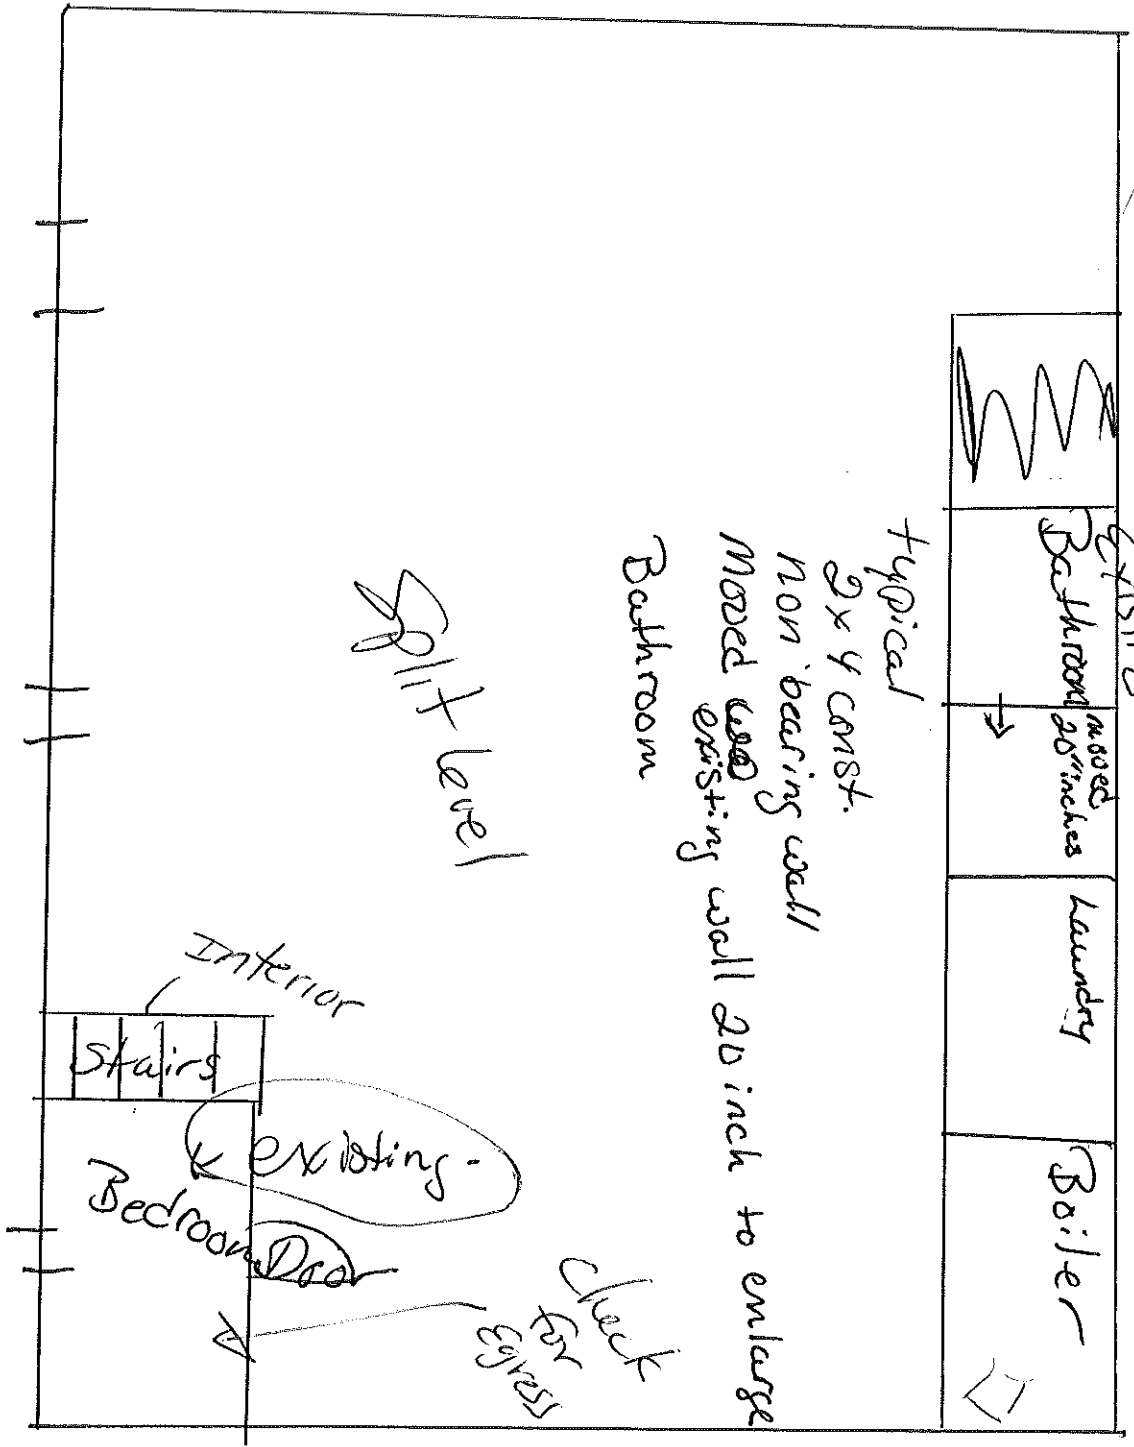 Existing
Bathroom
moved
20" inches
Laundry
Boiler
typical
2x4 const.
non bearing wall
Moved existing wall 20 inch to enlarge
Bathroom
Split level
Interior
Stairs
existing.
Bedroom
Door
Check
for
Egress